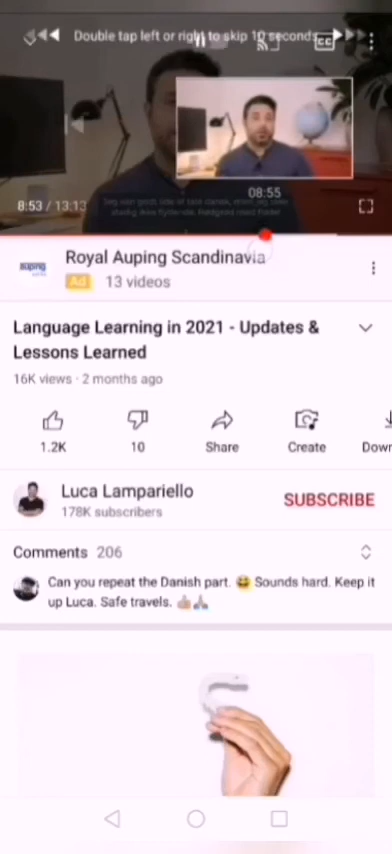 Double tap left or right to skip 10 seconds
CC
08:55
8:53 / 13:13
auping
Royal Auping Scandinavia
Ad 13 videos
Language Learning in 2021 - Updates &
Lessons Learned
16K views · 2 months ago
1.2K 10 Share Create Down
Luca Lampariello
SUBSCRIBE
178K subscribers
Comments 206
Can you repeat the Danish part. 😄 Sounds hard. Keep it
up Luca. Safe travels. 👍🏼🙏🏼